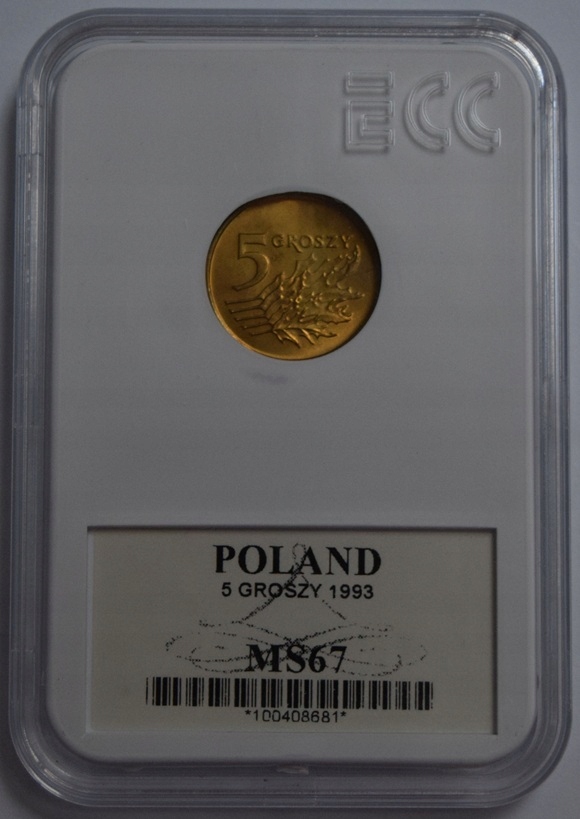 ECC
5 GROSZY
POLAND
5 GROSZY 1993
MS67
*100408681*